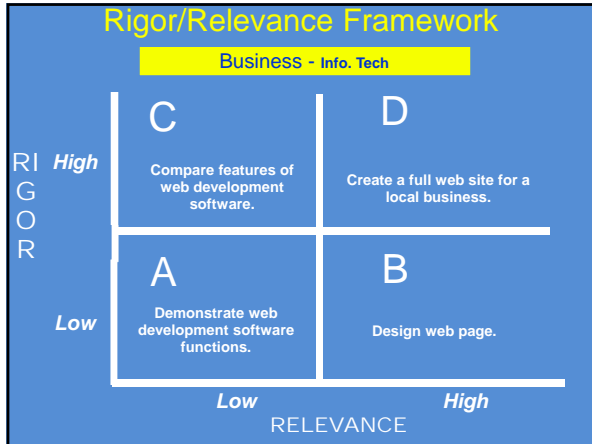 Rigor/Relevance Framework
Business - Info. Tech
C
Compare features of
web development
software.
D
Create a full web site for a
local business.
RI
G
O
R
High
A
Demonstrate web
development software
functions.
B
Design web page.
Low
Low
High
RELEVANCE